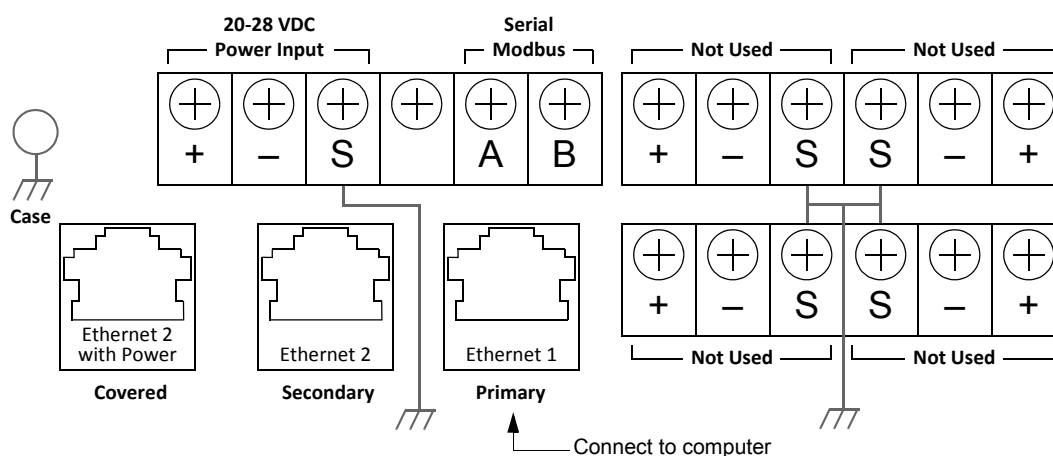 20-28 VDC
Power Input
Serial
Modbus
Not Used
Not Used
+ – S A B
+ – S S – +
Case
+ – S S – +
Ethernet 2
with Power
Ethernet 2
Ethernet 1
Not Used
Not Used
Covered
Secondary
Primary
Connect to computer